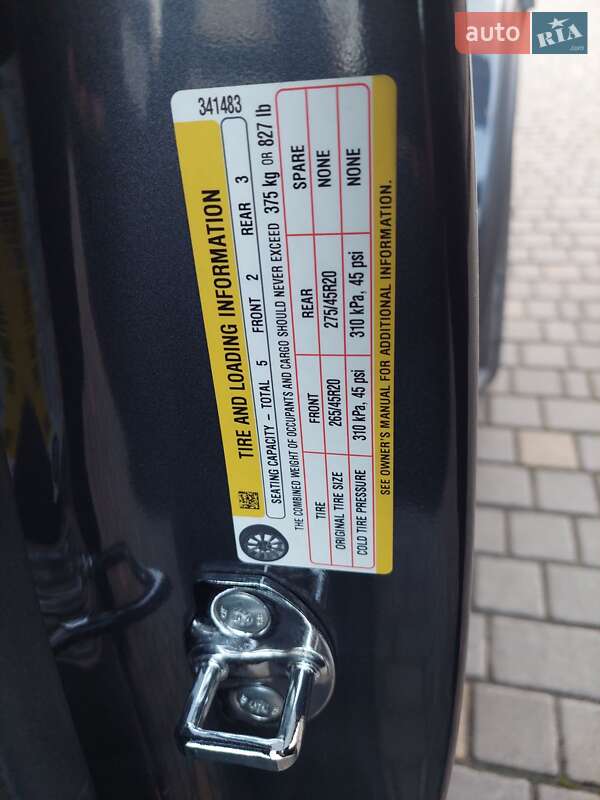 auto RIA .com
341483
TIRE AND LOADING INFORMATION
SEATING CAPACITY – TOTAL 5 FRONT 2 REAR 3
THE COMBINED WEIGHT OF OCCUPANTS AND CARGO SHOULD NEVER EXCEED 375 kg OR 827 lb
TIRE FRONT REAR SPARE
ORIGINAL TIRE SIZE 265/45R20 275/45R20 NONE
COLD TIRE PRESSURE 310 kPa, 45 psi 310 kPa, 45 psi NONE
SEE OWNER'S MANUAL FOR ADDITIONAL INFORMATION.